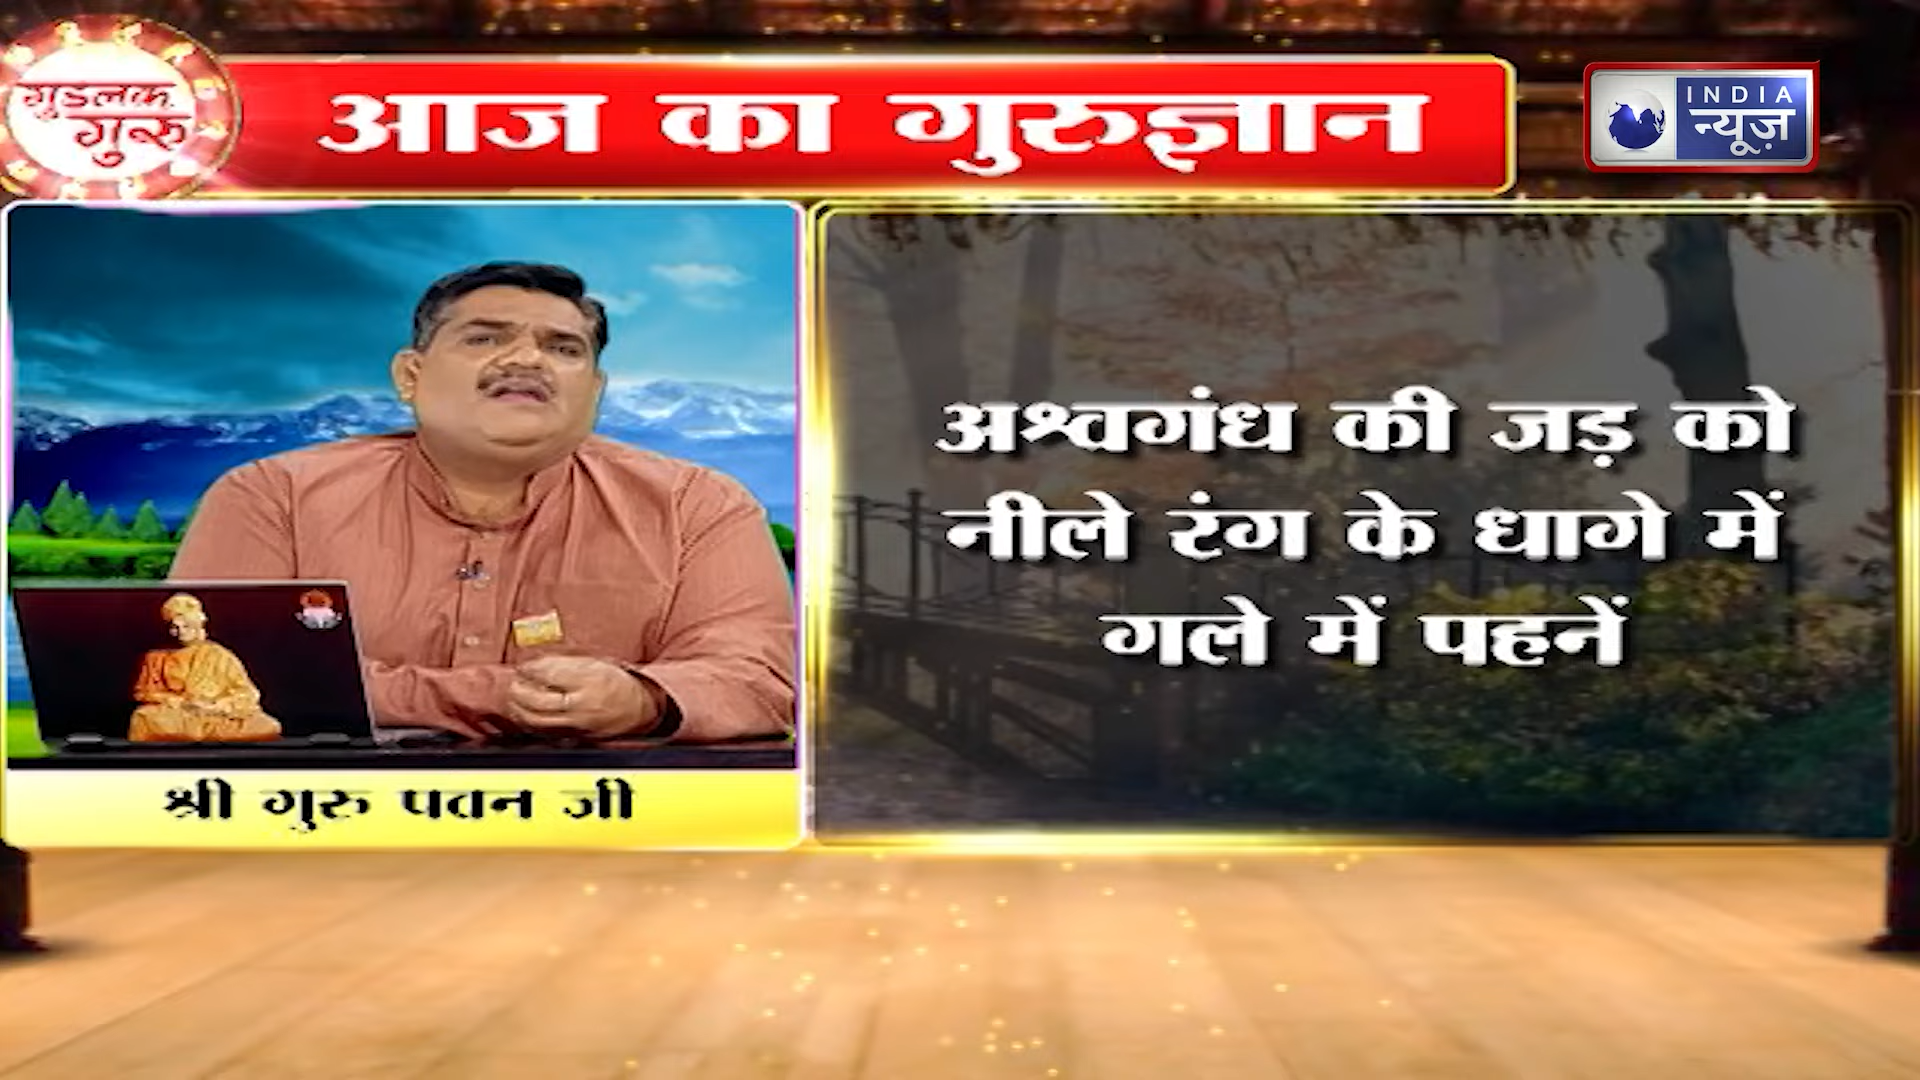 गुडलक
गुरु
आज का गुरुज्ञान
INDIA
न्यूज़
अश्वगंध की जड़ को
नीले रंग के धागे में
गले में पहनें
श्री गुरु पवन जी